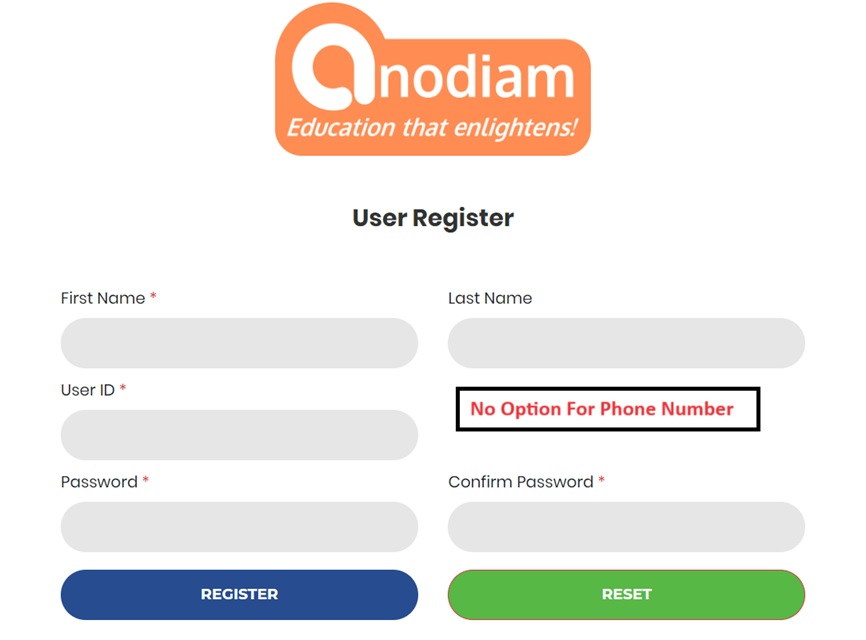 anodiam
Education that enlightens!
User Register
First Name *
Last Name
User ID *
No Option For Phone Number
Password *
Confirm Password *
REGISTER
RESET